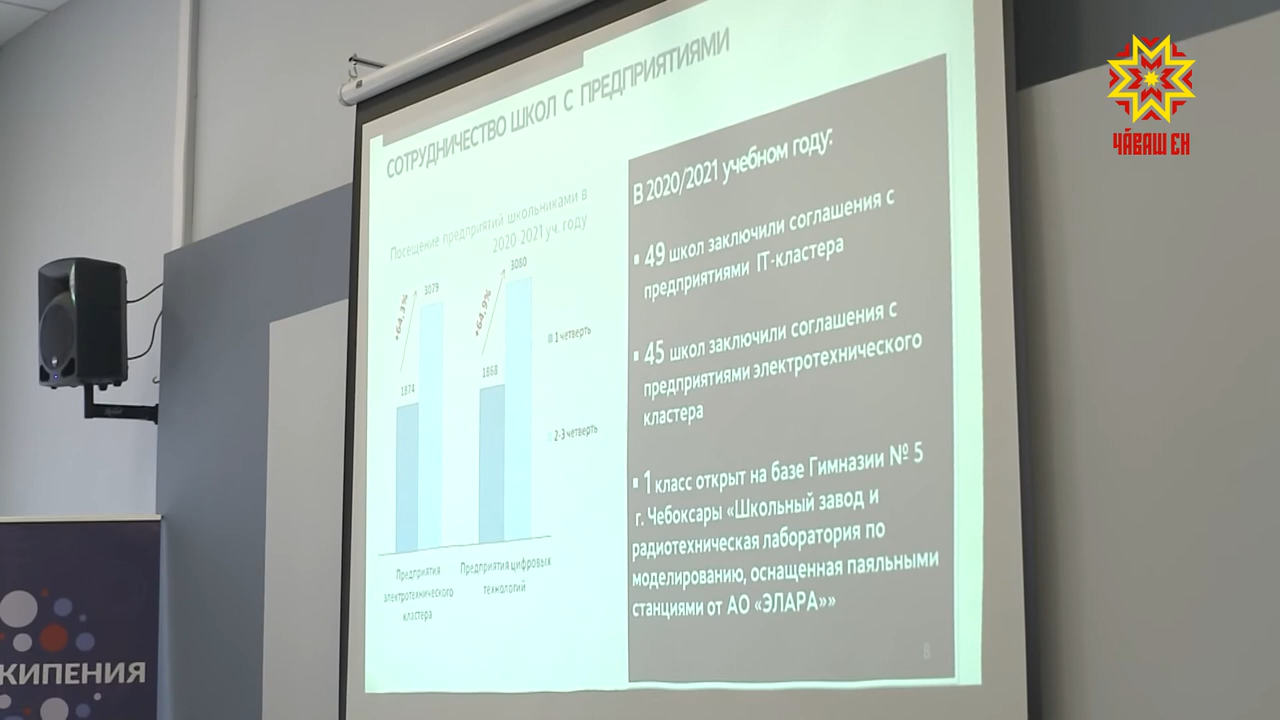 ЧӐВАШ ЕН
СОТРУДНИЧЕСТВО ШКОЛ С ПРЕДПРИЯТИЯМИ
Посещение предприятий школьниками в
2020-2021 уч. году
+64,3%
3079
1874
+64,9%
3080
1868
1 четверть
2-3 четверть
Предприятия
электротехнического
кластера
Предприятия цифровых
технологий
В 2020/2021 учебном году:
▪ 49 школ заключили соглашения с
предприятиями IT-кластера
▪ 45 школ заключили соглашения с
предприятиями электротехнического
кластера
▪ 1 класс открыт на базе Гимназии № 5
г. Чебоксары «Школьный завод и
радиотехническая лаборатория по
моделированию, оснащенная паяльными
станциями от АО «ЭЛАРА»»
8
КИПЕНИЯ